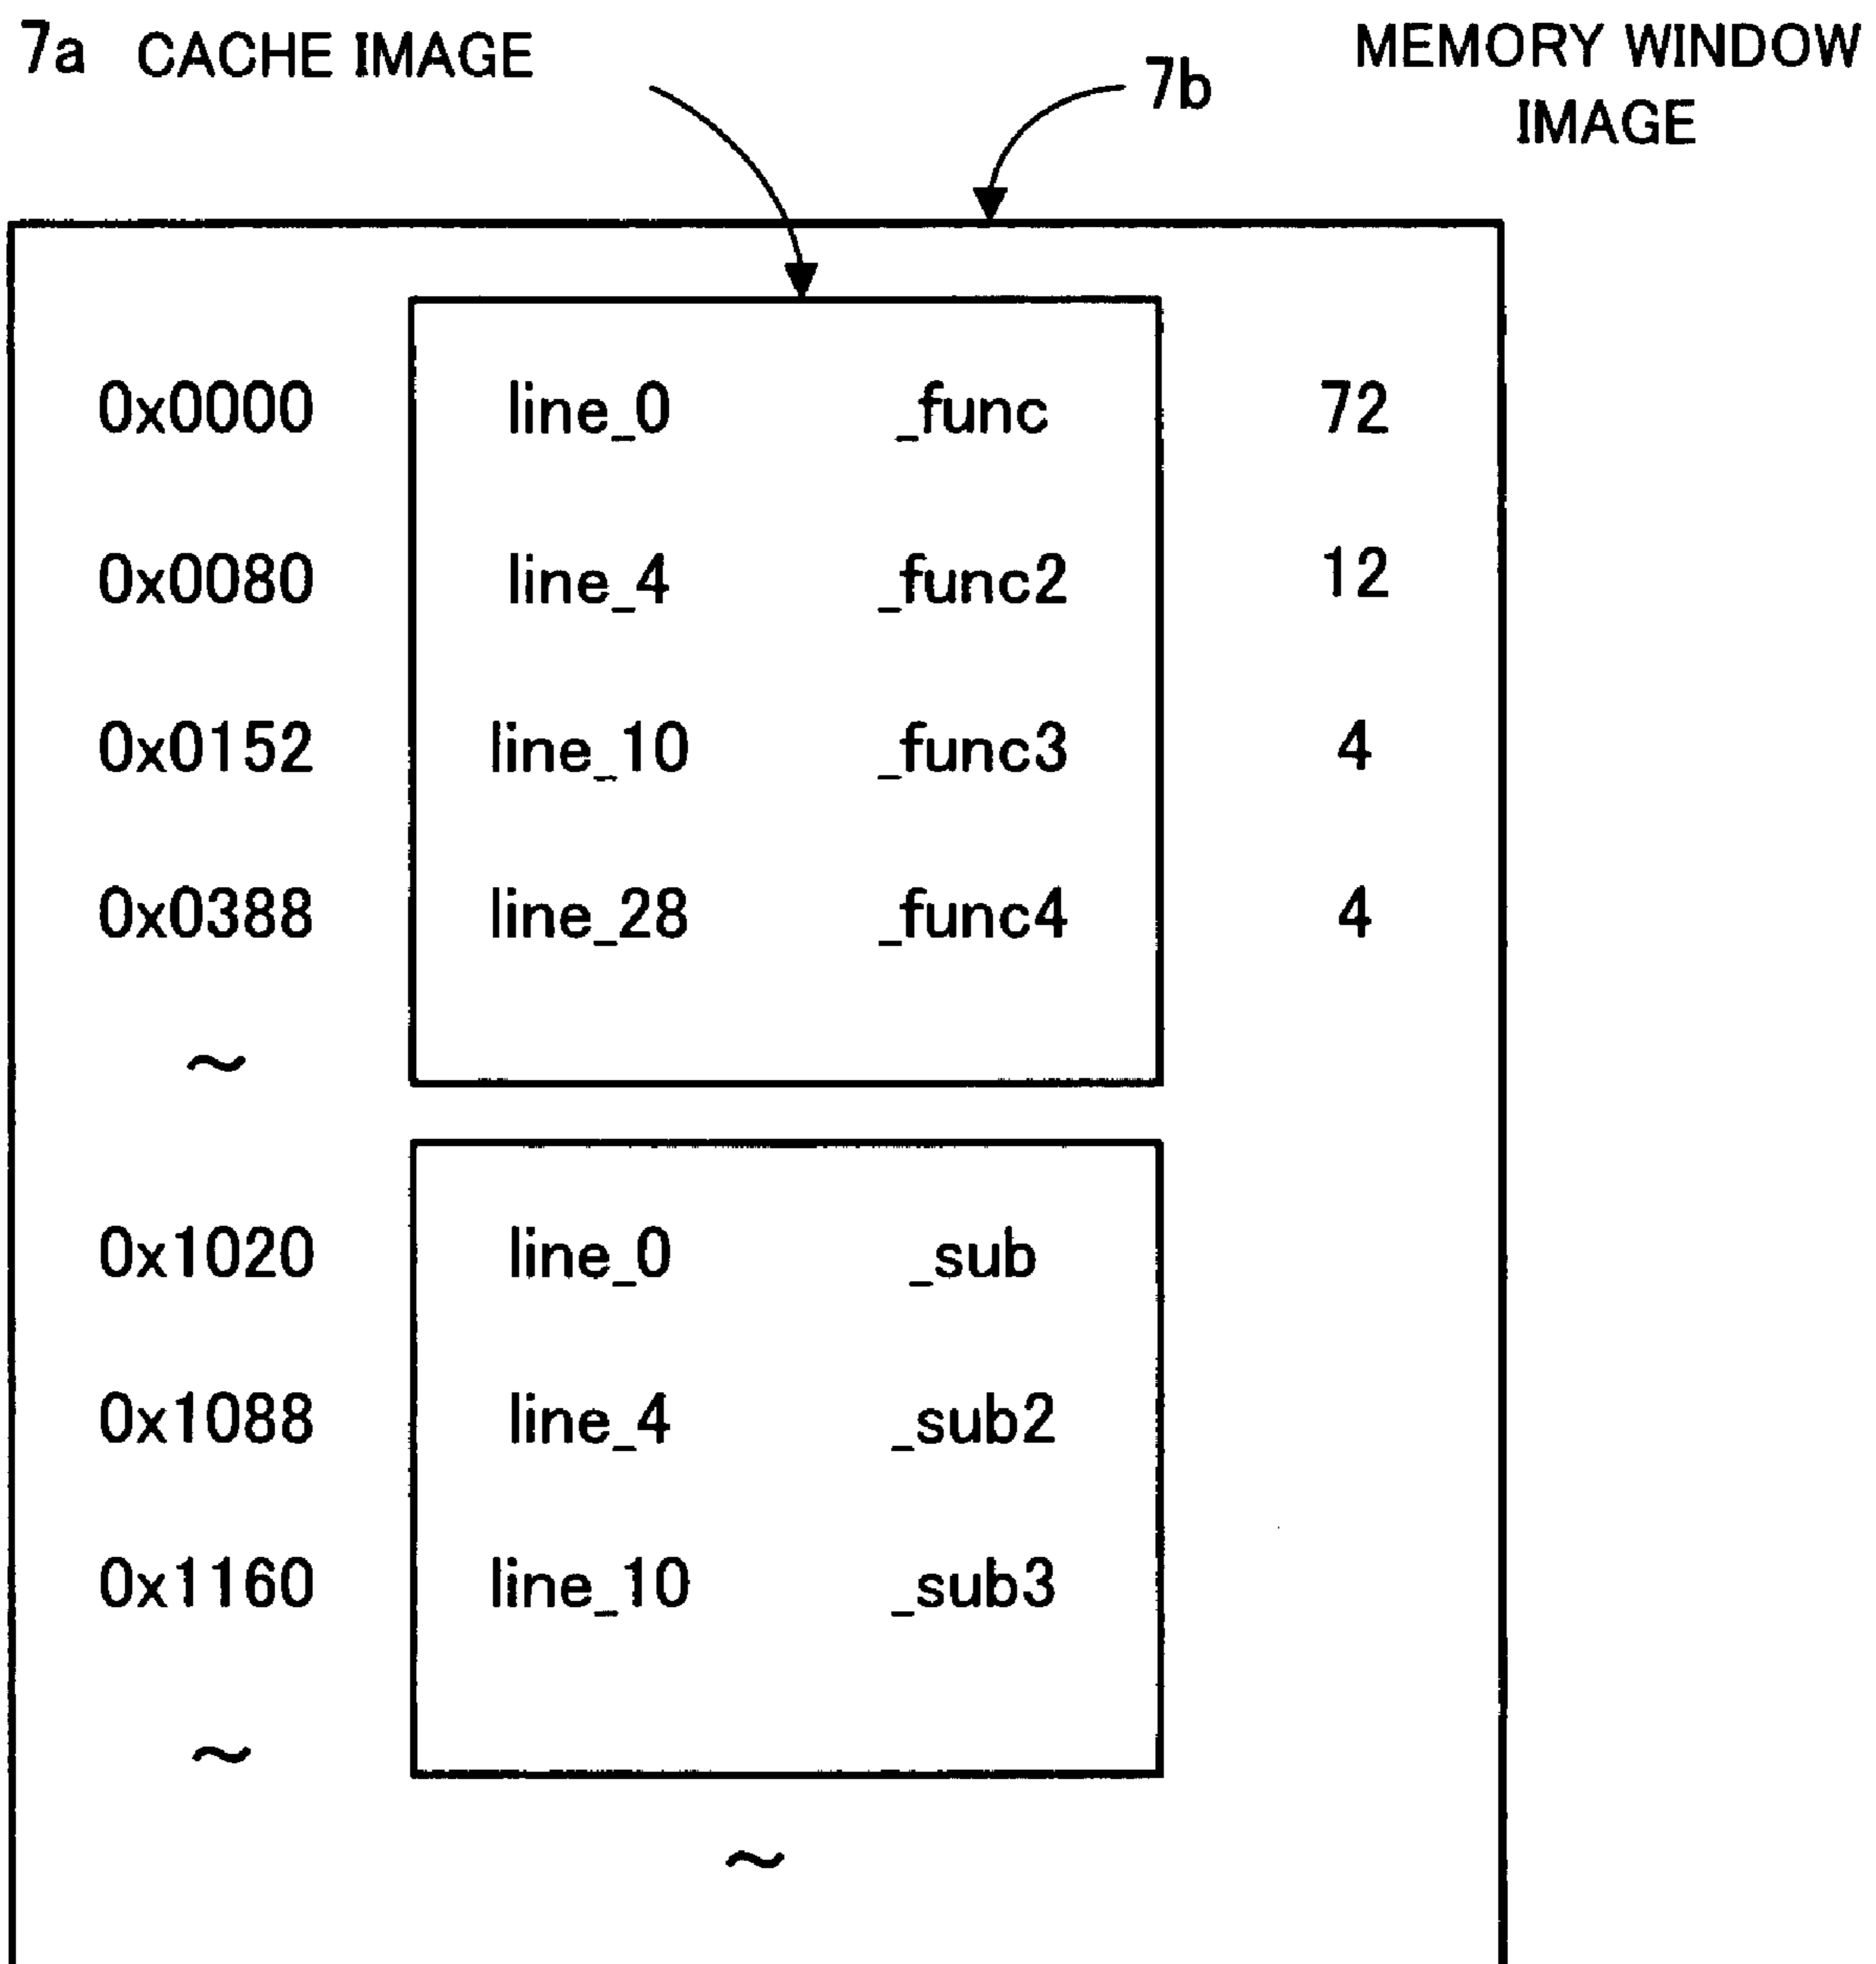 7a CACHE IMAGE
7b
MEMORY WINDOW
IMAGE
0x0000 line_0 _func 72
0x0080 line_4 _func2 12
0x0152 line_10 _func3 4
0x0388 line_28 _func4 4
~
0x1020 line_0 _sub
0x1088 line_4 _sub2
0x1160 line_10 _sub3
~
~